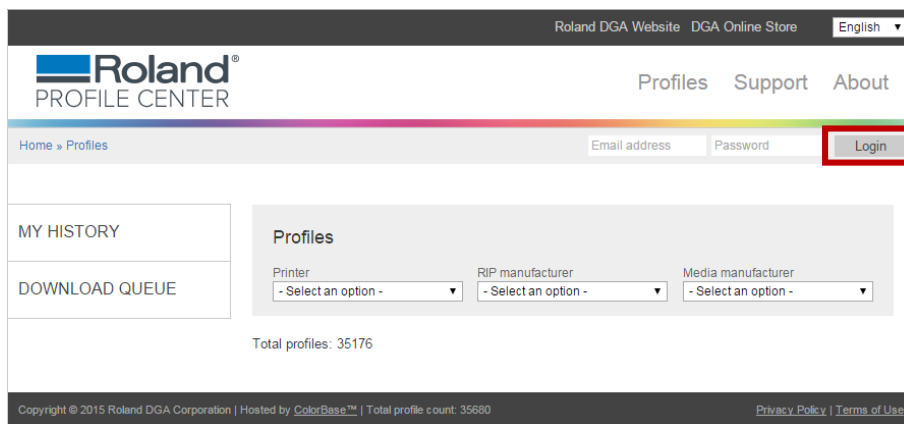 Roland DGA Website DGA Online Store English
Roland®
PROFILE CENTER
Profiles Support About
Home » Profiles Email address Password Login
MY HISTORY
DOWNLOAD QUEUE
Profiles
Printer RIP manufacturer Media manufacturer
- Select an option - - Select an option - - Select an option -
Total profiles: 35176
Copyright © 2015 Roland DGA Corporation | Hosted by ColorBase™ | Total profile count: 35680 Privacy Policy | Terms of Use